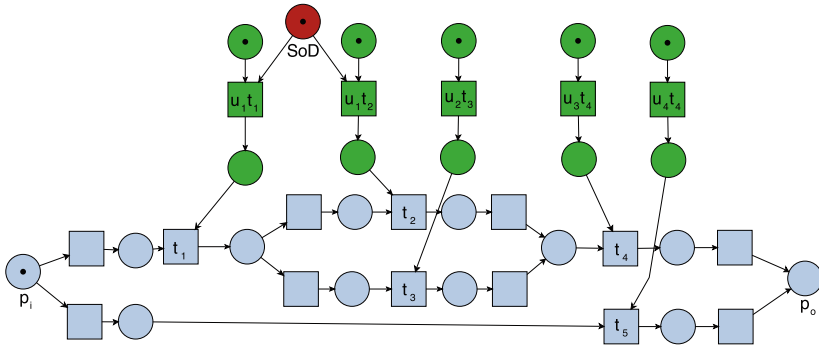 SoD
u₁t₁
u₁t₂
u₂t₃
u₃t₄
u₄t₄
t₁
t₂
t₃
t₄
t₅
pᵢ
pₒ